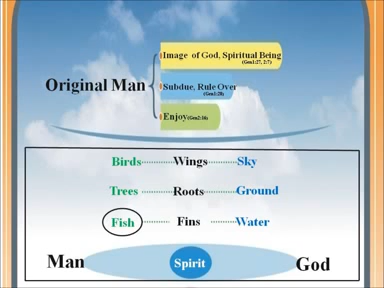 Original Man
Image of God, Spiritual Being
(Gen1:27, 2:7)
Subdue, Rule Over
(Gen1:28)
Enjoy(Gen2:16)
Birds Wings Sky
Trees Roots Ground
Fish Fins Water
Man Spirit God